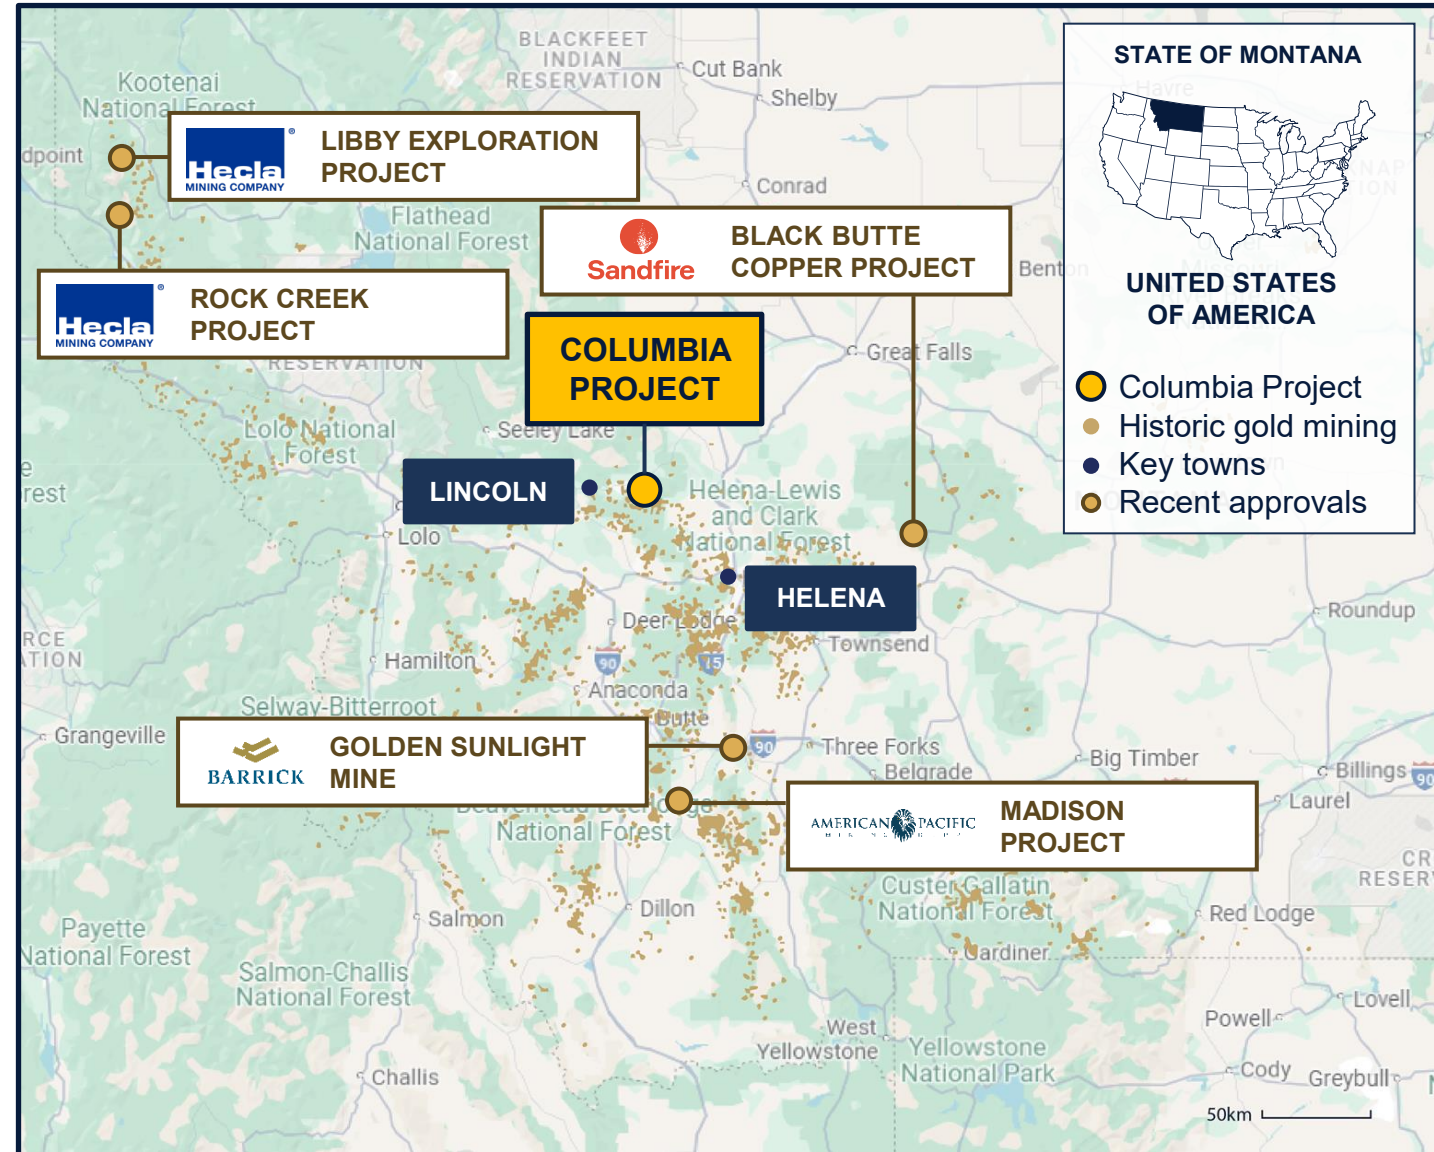 BLACKFEET
INDIAN
RESERVATION
Cut Bank
Shelby
Kootenai
National Forest
dpoint
Hecla
MINING COMPANY
®
LIBBY EXPLORATION
PROJECT
Conrad
Flathead
National Forest
Sandfire
BLACK BUTTE
COPPER PROJECT
Benton
Hecla
MINING COMPANY
®
ROCK CREEK
PROJECT
RESERVATION
COLUMBIA
PROJECT
Great Falls
STATE OF MONTANA
Havre
UNITED STATES
OF AMERICA
Columbia Project
Historic gold mining
Key towns
Recent approvals
Lolo National
Forest
Seeley Lake
rest
LINCOLN
Helena-Lewis
and Clark
National Forest
Lolo
HELENA
Deer Lodge
Townsend
Roundup
RCE
ATION
Hamilton
90
15
Anaconda
Butte
Selway-Bitterroot
Grangeville
BARRICK
GOLDEN SUNLIGHT
MINE
90
Three Forks
Belgrade
Big Timber
Billings
90
Laurel
National Forest
AMERICAN PACIFIC
MADISON
PROJECT
CR
RESER
Custer Gallatin
National Forest
Salmon
Dillon
Red Lodge
Payette
National Forest
Gardiner
Salmon-Challis
National Forest
Lovell
Powell
West
Yellowstone
Yellowstone
National Park
Challis
Cody
Greybull
50km